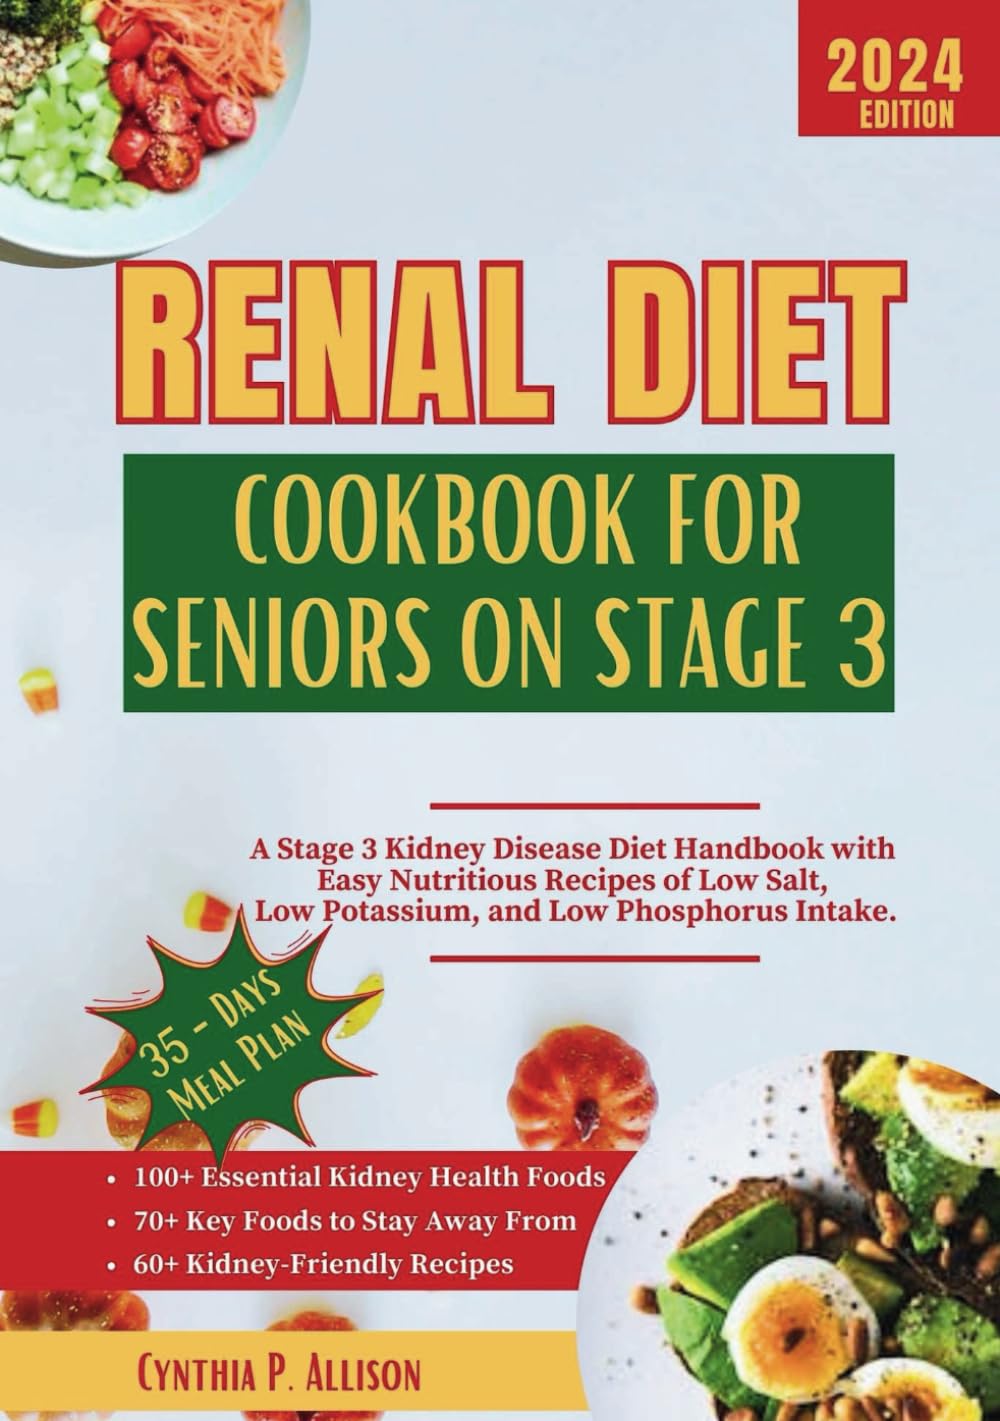 2024
EDITION
RENAL DIET
COOKBOOK FOR
SENIORS ON STAGE 3
A Stage 3 Kidney Disease Diet Handbook with
Easy Nutritious Recipes of Low Salt,
Low Potassium, and Low Phosphorus Intake.
35 - DAYS
MEAL PLAN
• 100+ Essential Kidney Health Foods
• 70+ Key Foods to Stay Away From
• 60+ Kidney-Friendly Recipes
CYNTHIA P. ALLISON